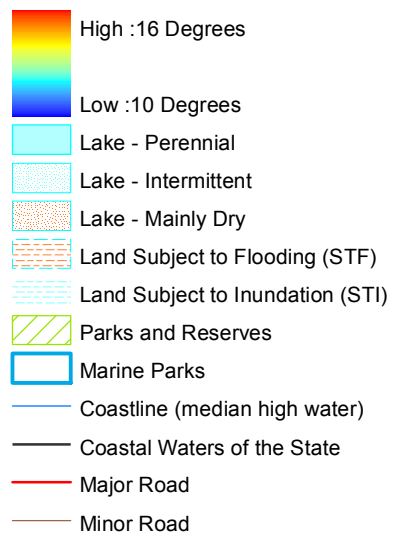 High :16 Degrees
Low :10 Degrees
Lake - Perennial
Lake - Intermittent
Lake - Mainly Dry
Land Subject to Flooding (STF)
Land Subject to Inundation (STI)
Parks and Reserves
Marine Parks
Coastline (median high water)
Coastal Waters of the State
Major Road
Minor Road